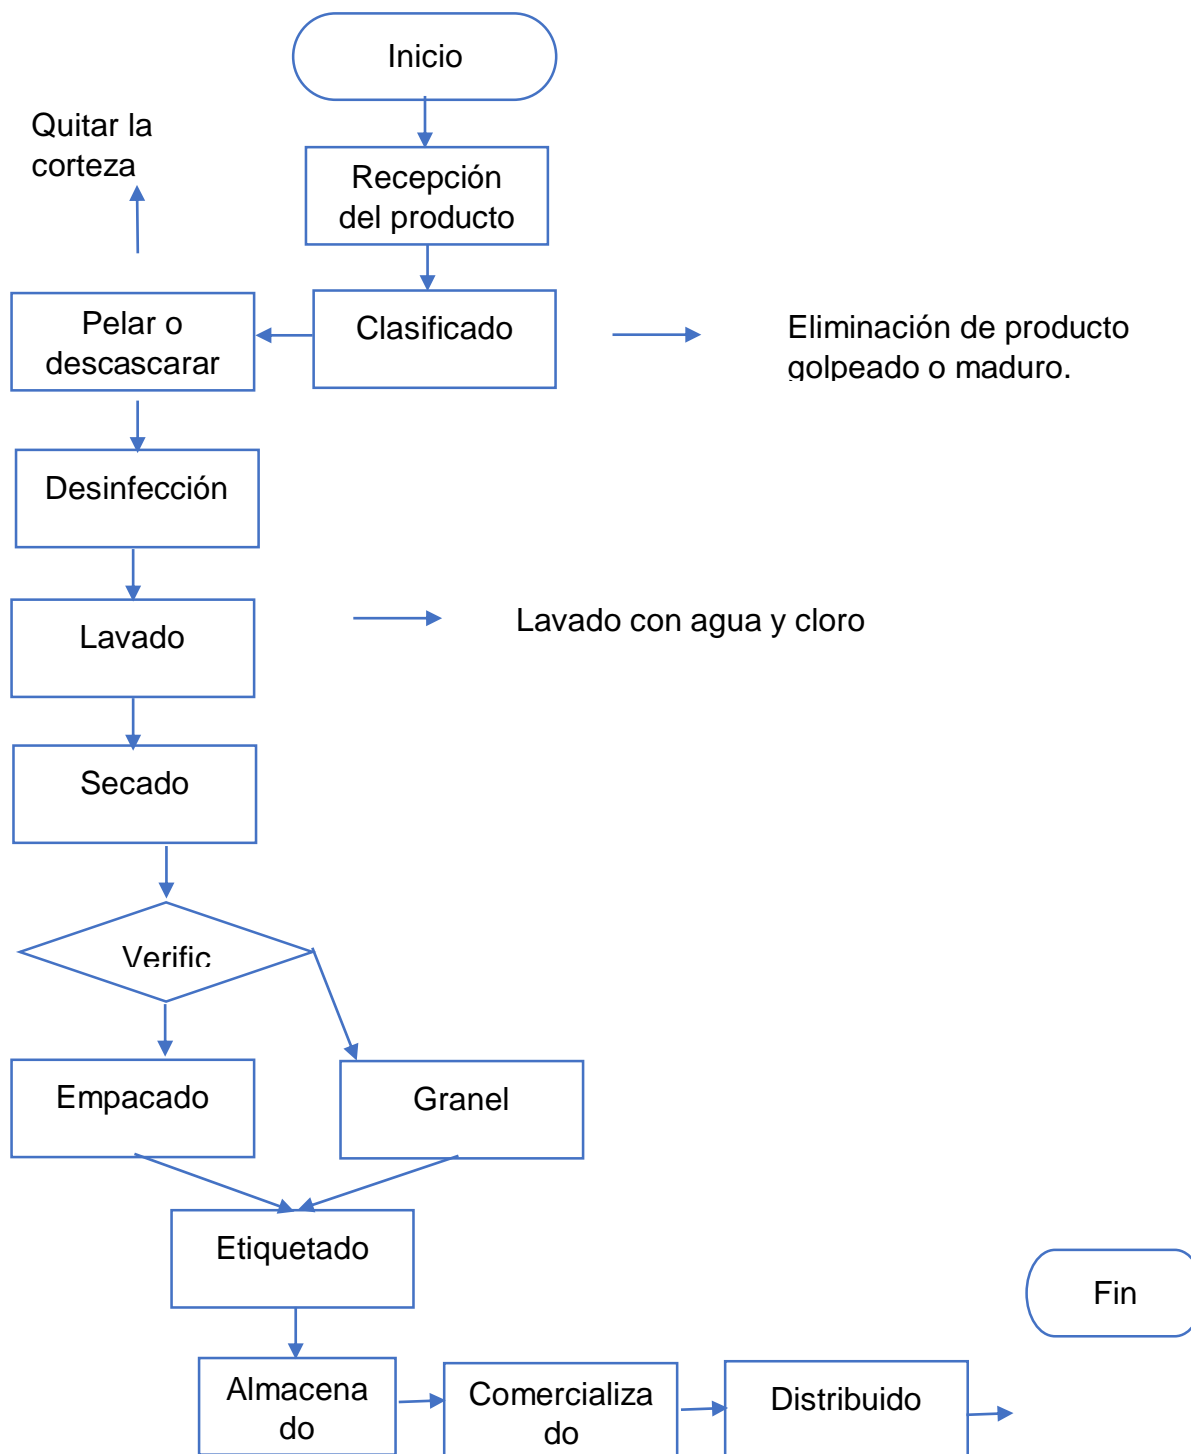 Inicio
Quitar la
corteza
Recepción
del producto
Pelar o
descascarar
Clasificado
Eliminación de producto
golpeado o maduro.
Desinfección
Lavado
Lavado con agua y cloro
Secado
Verific
Empacado
Granel
Etiquetado
Fin
Almacena
do
Comercializa
do
Distribuido